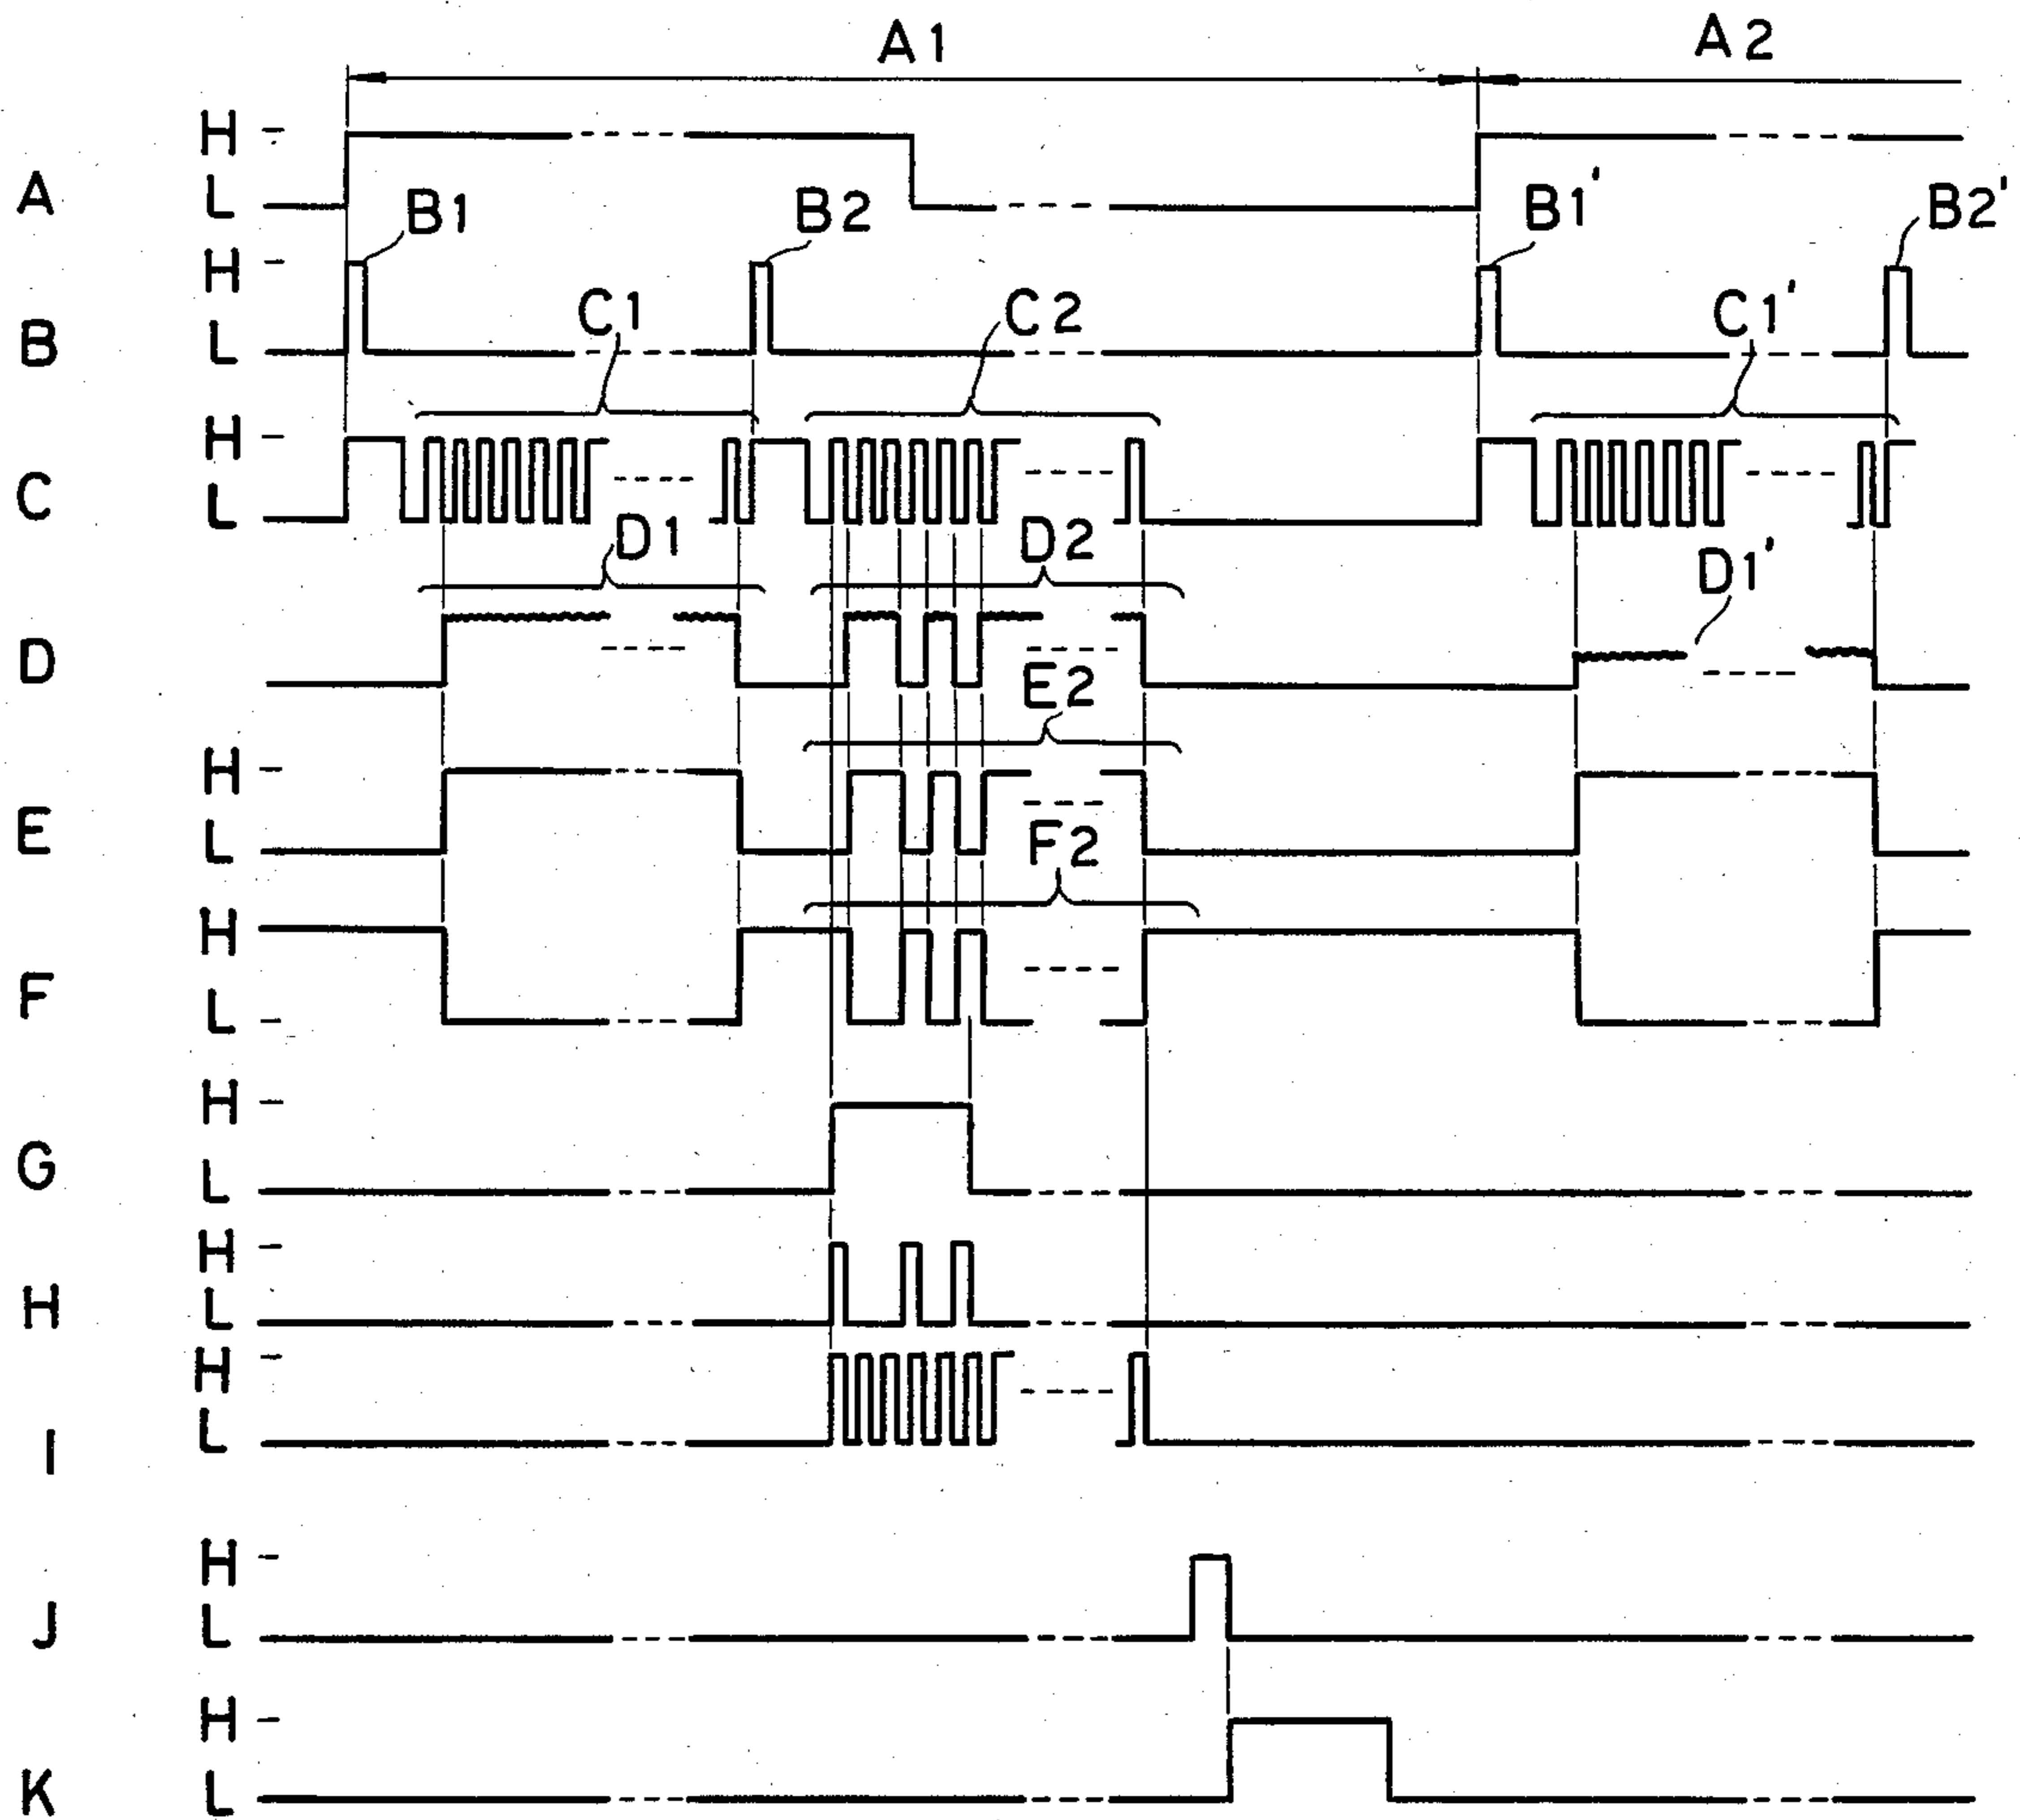 A1 A2
H
A L
B1 B2 B1' B2'
H
B L
C1 C2 C1'
H
C L
D1 D2 D1'
D
E2
H
E L
F2
H
F L
H
G L
H
H L
H
I L
H
J L
H
K L